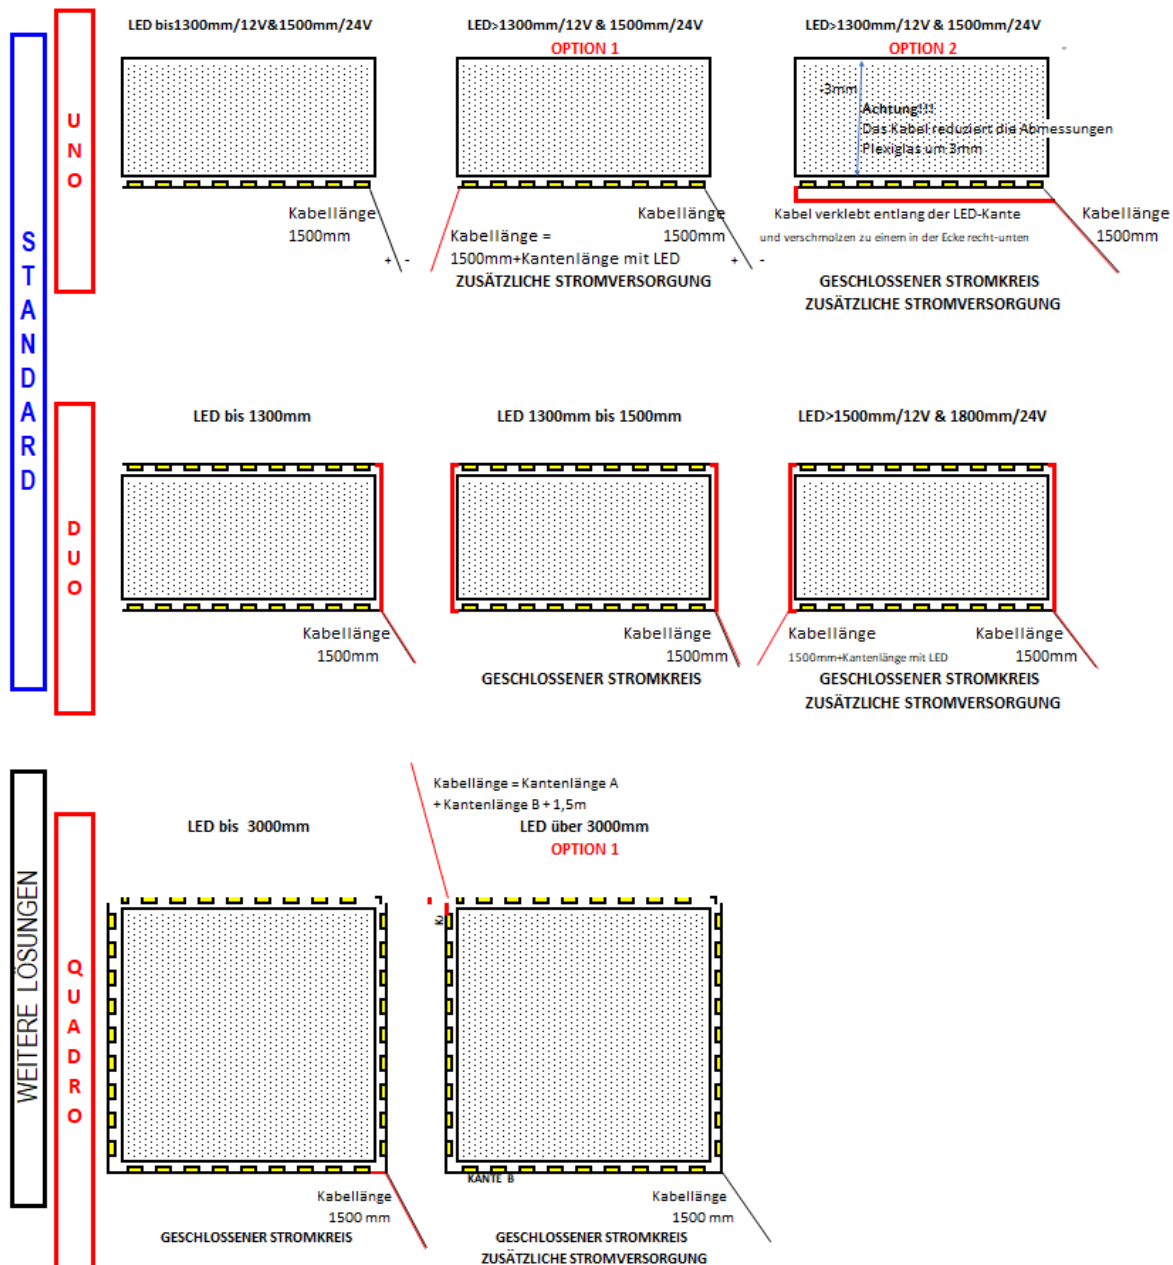 STANDARD
UNO
LED bis1300mm/12V&1500mm/24V
Kabellänge
1500mm
+ -
LED>1300mm/12V & 1500mm/24V
OPTION 1
Kabellänge
1500mm
Kabellänge =
1500mm+Kantenlänge mit LED
+ -
ZUSÄTZLICHE STROMVERSORGUNG
LED>1300mm/12V & 1500mm/24V
OPTION 2
-
-3mm
Achtung!!!
Das Kabel reduziert die Abmessungen
Plexiglas um 3mm
Kabel verklebt entlang der LED-Kante
und verschmolzen zu einem in der Ecke recht-unten
Kabellänge
1500mm
GESCHLOSSENER STROMKREIS
ZUSÄTZLICHE STROMVERSORGUNG
DUO
LED bis 1300mm
Kabellänge
1500mm
LED 1300mm bis 1500mm
Kabellänge
1500mm
GESCHLOSSENER STROMKREIS
LED>1500mm/12V & 1800mm/24V
Kabellänge
1500mm+Kantenlänge mit LED
Kabellänge
1500mm
GESCHLOSSENER STROMKREIS
ZUSÄTZLICHE STROMVERSORGUNG
WEITERE LÖSUNGEN
QUADRO
LED bis 3000mm
Kabellänge
1500 mm
GESCHLOSSENER STROMKREIS
Kabellänge = Kantenlänge A
+ Kantenlänge B + 1,5m
LED über 3000mm
OPTION 1
KANTE B
Kabellänge
1500 mm
GESCHLOSSENER STROMKREIS
ZUSÄTZLICHE STROMVERSORGUNG